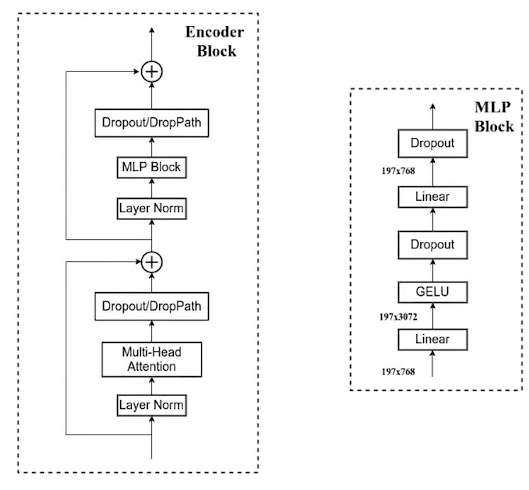 Encoder
Block
Dropout/DropPath
MLP Block
Layer Norm
Dropout/DropPath
Multi-Head
Attention
Layer Norm
MLP
Block
Dropout
197x768
Linear
Dropout
GELU
197x3072
Linear
197x768